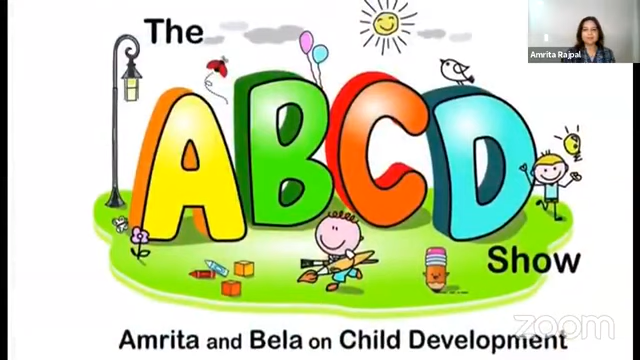 The
Amrita Rajpal
ABCD
Show
zoom
Amrita and Bela on Child Development